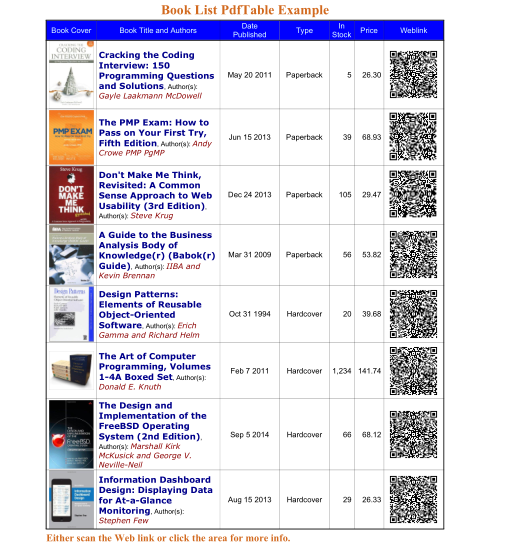 Book List PdfTable Example
Book Cover Book Title and Authors Date Published Type In Stock Price Weblink
CODING
INTERVIEW
Cracking the Coding
Interview: 150
Programming Questions
and Solutions, Author(s):
Gayle Laakmann McDowell
May 20 2011 Paperback 5 26.30
PMP EXAM
The PMP Exam: How to
Pass on Your First Try,
Fifth Edition, Author(s): Andy
Crowe PMP PgMP
Jun 15 2013 Paperback 39 68.93
Steve Krug
DON'T
MAKE ME
THINK
Don't Make Me Think,
Revisited: A Common
Sense Approach to Web
Usability (3rd Edition),
Author(s): Steve Krug
Dec 24 2013 Paperback 105 29.47
A Guide to the Business
Analysis Body of
Knowledge(r) (Babok(r)
Guide), Author(s): IIBA and
Kevin Brennan
Mar 31 2009 Paperback 56 53.82
Design Patterns
Design Patterns:
Elements of Reusable
Object-Oriented
Software, Author(s): Erich
Gamma and Richard Helm
Oct 31 1994 Hardcover 20 39.68
The Art of Computer
Programming, Volumes
1-4A Boxed Set, Author(s):
Donald E. Knuth
Feb 7 2011 Hardcover 1,234 141.74
FreeBSD
The Design and
Implementation of the
FreeBSD Operating
System (2nd Edition),
Author(s): Marshall Kirk
McKusick and George V.
Neville-Neil
Sep 5 2014 Hardcover 66 68.12
Information Dashboard
Design: Displaying Data
for At-a-Glance
Monitoring, Author(s):
Stephen Few
Aug 15 2013 Hardcover 29 26.33
Either scan the Web link or click the area for more info.